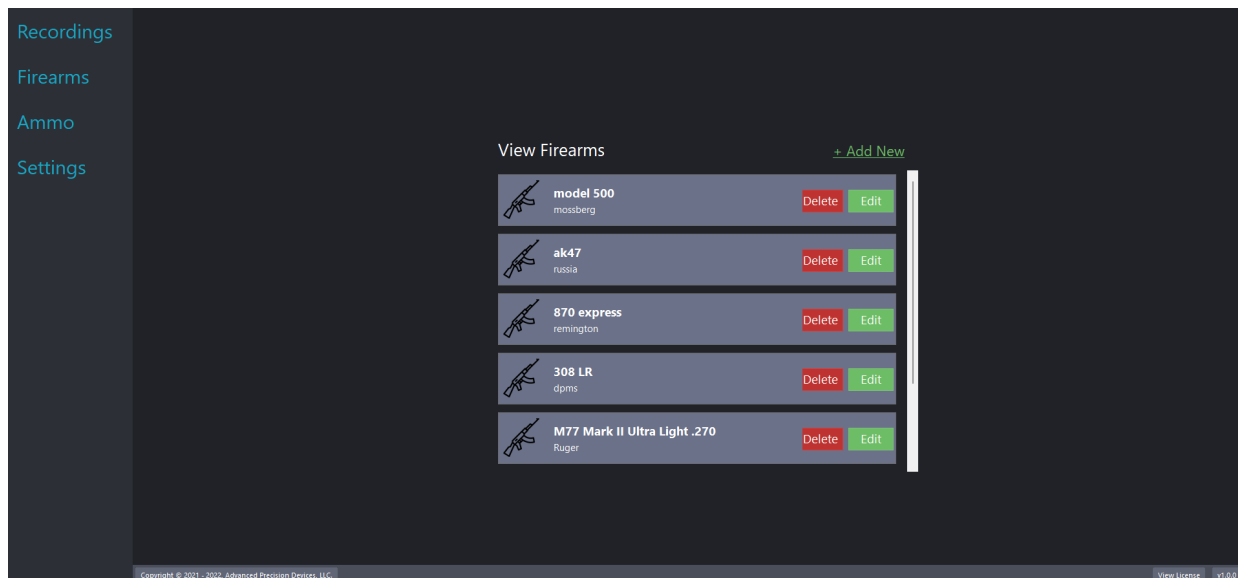 Recordings
Firearms
Ammo
Settings
View Firearms + Add New
model 500
mossberg
Delete Edit
ak47
russia
Delete Edit
870 express
remington
Delete Edit
308 LR
dpms
Delete Edit
M77 Mark II Ultra Light .270
Ruger
Delete Edit
Copyright © 2021 - 2022, Advanced Precision Devices, LLC. View License v1.0.0